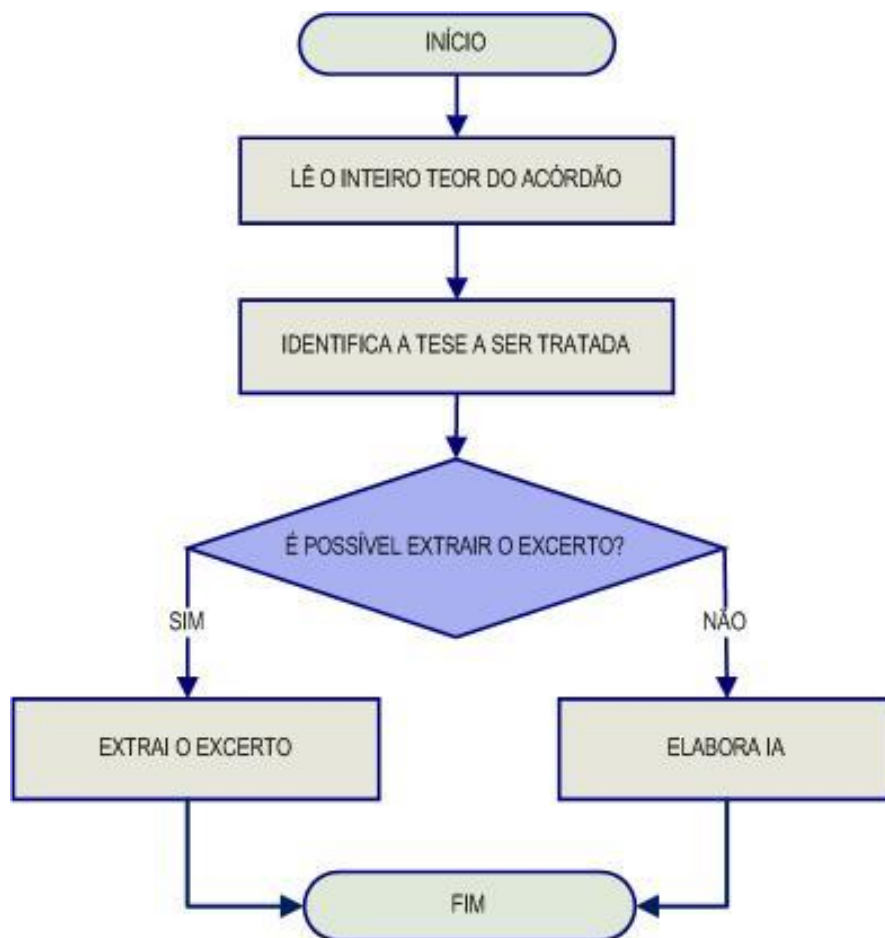 INÍCIO
LÊ O INTEIRO TEOR DO ACÓRDÃO
IDENTIFICA A TESE A SER TRATADA
É POSSÍVEL EXTRAIR O EXCERTO?
SIM
NÃO
EXTRAI O EXCERTO
ELABORA IA
FIM